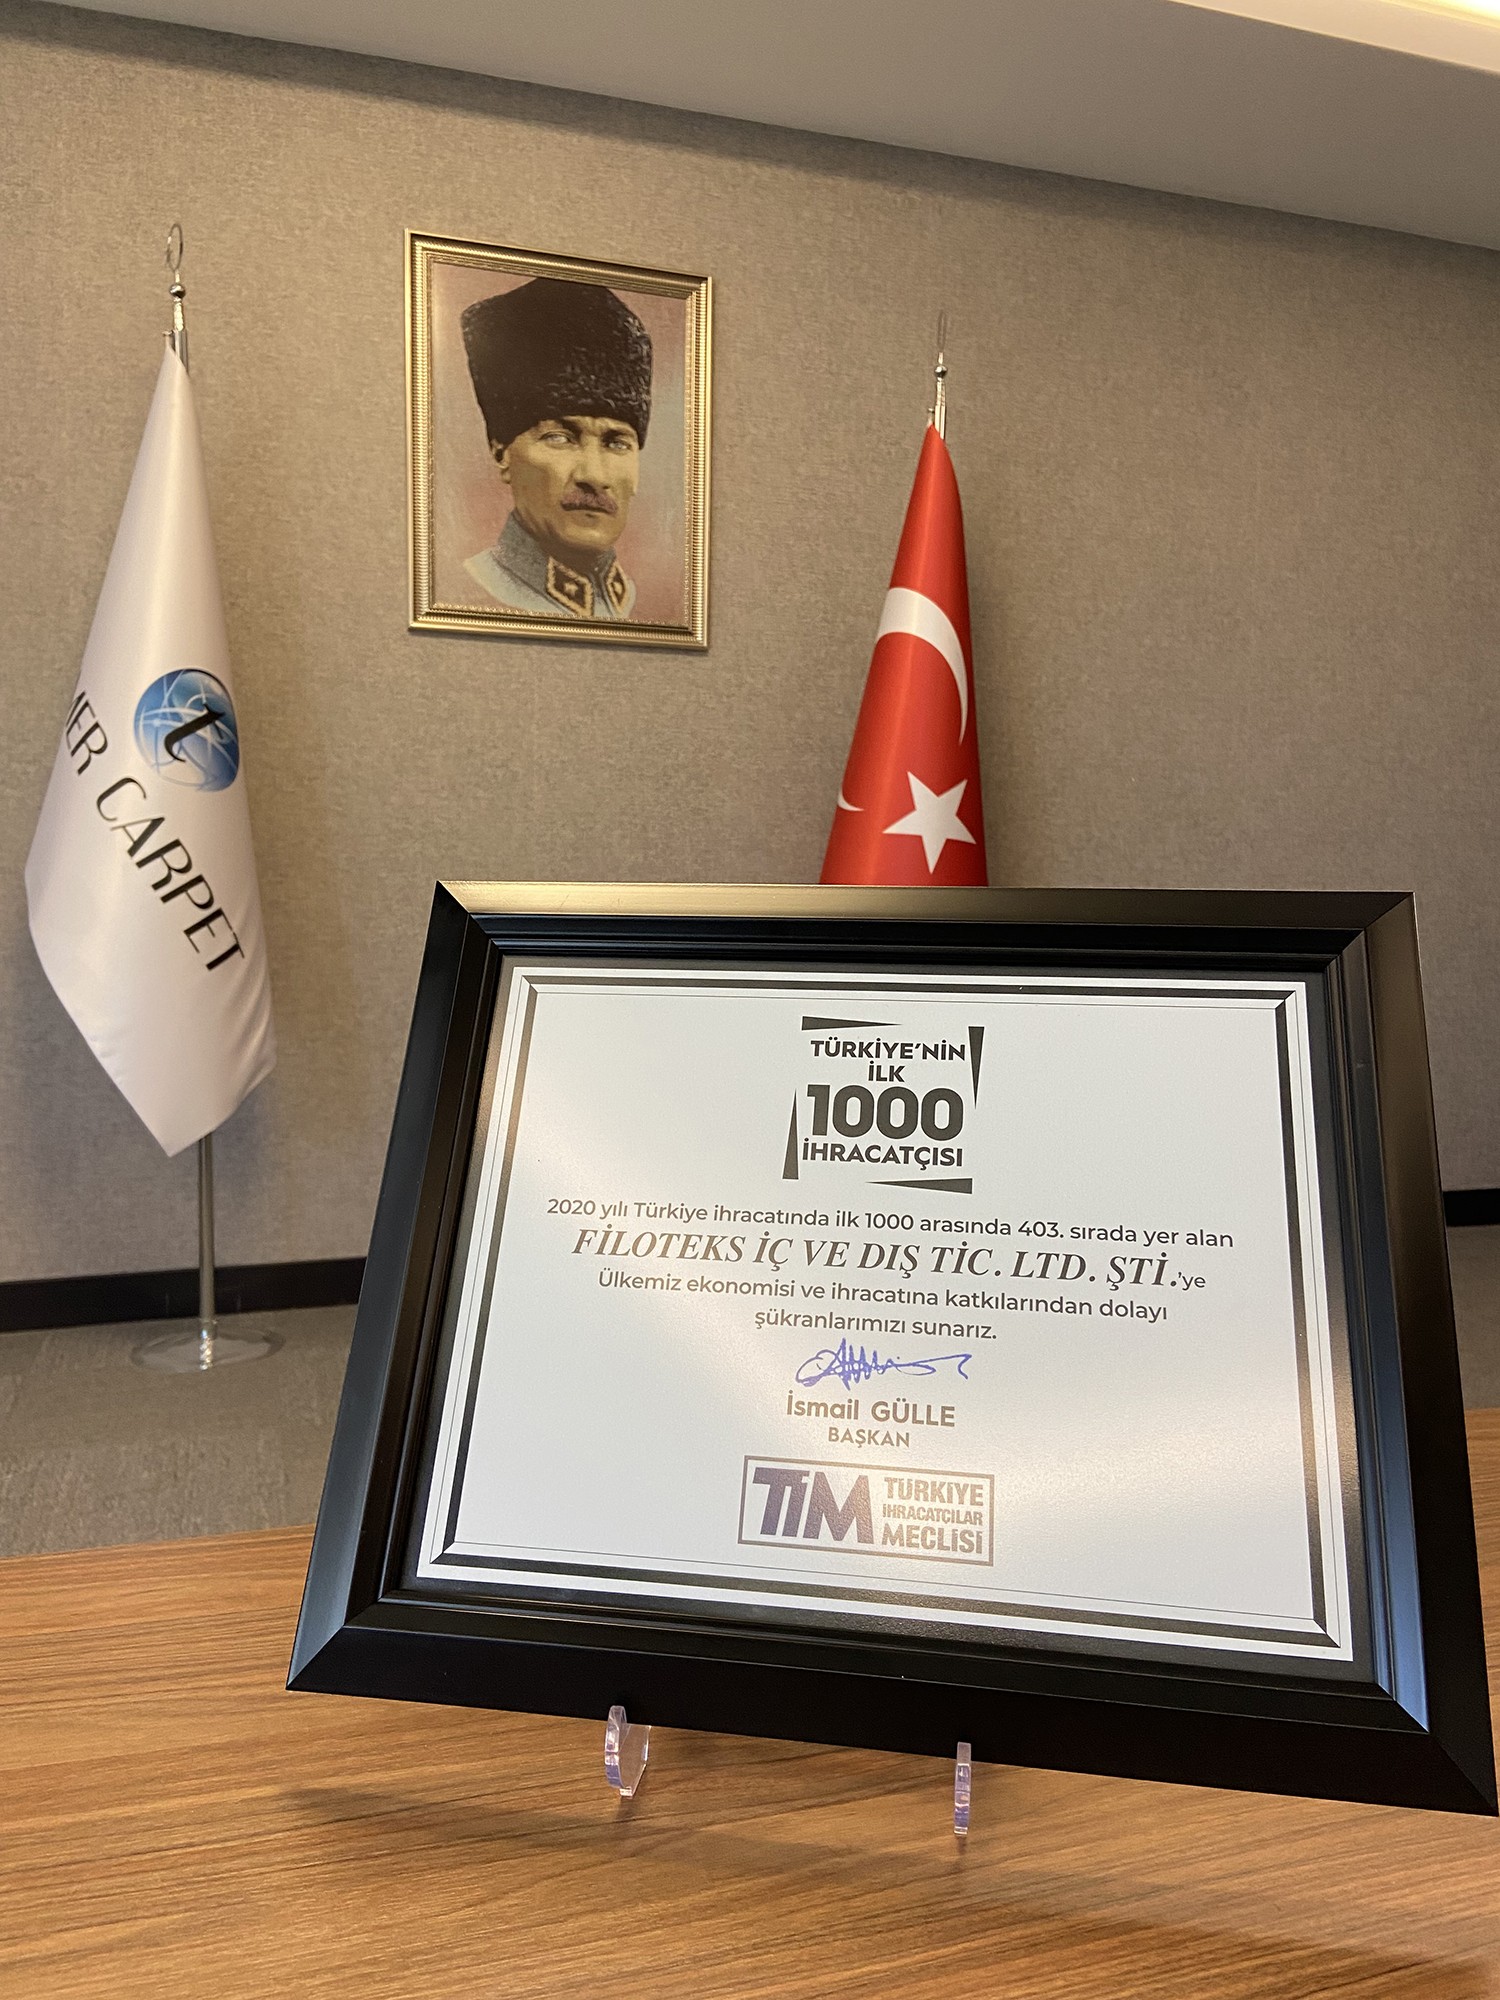 CARPET
TÜRKİYE'NİN
İLK
1000
İHRACATÇISI
2020 yılı Türkiye ihracatında ilk 1000 arasında 403. sırada yer alan
FİLOTEKS İÇ VE DIŞ TİC. LTD. ŞTİ.'ye
Ülkemiz ekonomisi ve ihracatına katkılarından dolayı
şükranlarımızı sunarız.
İsmail GÜLLE
BAŞKAN
TİM TÜRKİYE
İHRACATÇILAR
MECLİSİ